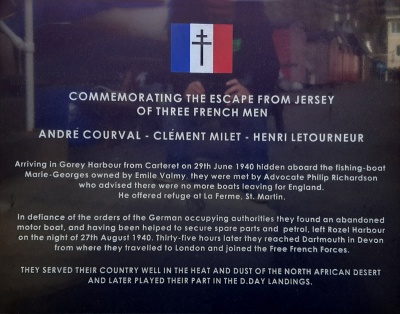 COMMEMORATING THE ESCAPE FROM JERSEY
OF THREE FRENCH MEN
ANDRÉ COURVAL - CLÉMENT MILET - HENRI LETOURNEUR
Arriving in Gorey Harbour from Carteret on 29th June 1940 hidden aboard the fishing-boat
Marie-Georges owned by Emile Valmy, they were met by Advocate Philip Richardson
who advised there were no more boats leaving for England.
He offered refuge at La Ferme, St. Martin.
In defiance of the orders of the German occupying authorities they found an abandoned
motor boat, and having been helped to secure spare parts and petrol, left Rozel Harbour
on the night of 27th August 1940. Thirty-five hours later they reached Dartmouth in Devon
from where they travelled to London and joined the Free French Forces.
THEY SERVED THEIR COUNTRY WELL IN THE HEAT AND DUST OF THE NORTH AFRICAN DESERT
AND LATER PLAYED THEIR PART IN THE D.DAY LANDINGS.